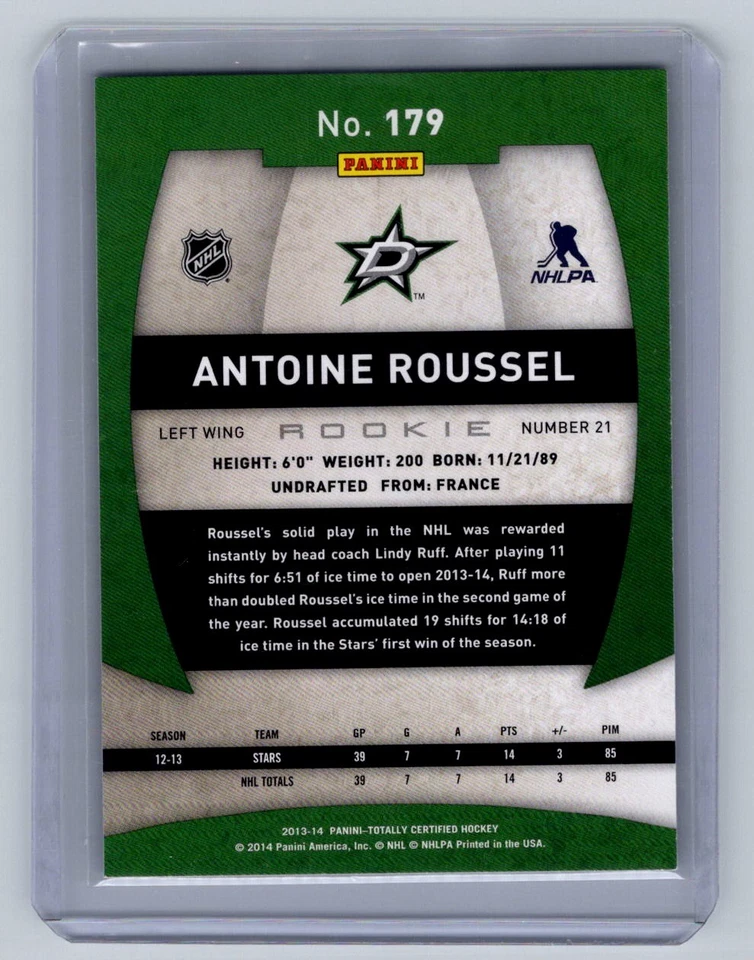 No. 179
PANINI
NHL
D
TM
NHLPA
ANTOINE ROUSSEL
LEFT WING ROOKIE NUMBER 21
HEIGHT: 6'0" WEIGHT: 200 BORN: 11/21/89
UNDRAFTED FROM: FRANCE
Roussel's solid play in the NHL was rewarded
instantly by head coach Lindy Ruff. After playing 11
shifts for 6:51 of ice time to open 2013-14, Ruff more
than doubled Roussel's ice time in the second game of
the year. Roussel accumulated 19 shifts for 14:18 of
ice time in the Stars' first win of the season.
SEASON TEAM GP G A PTS +/- PIM
12-13 STARS 39 7 7 14 3 85
NHL TOTALS 39 7 7 14 3 85
2013-14 PANINI-TOTALLY CERTIFIED HOCKEY
© 2014 Panini America, Inc. © NHL © NHLPA Printed in the USA.